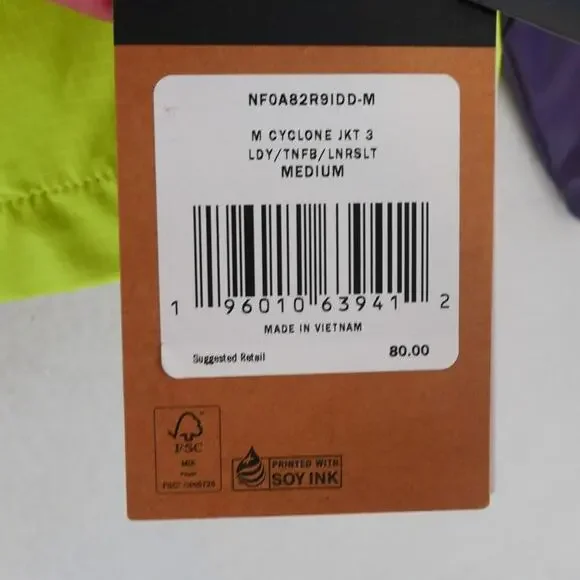 NF0A82R9IDD-M
M CYCLONE JKT 3
LDY/TNFB/LNRSLT
MEDIUM
1 96010 63941 2
MADE IN VIETNAM
Suggested Retail 80.00
FSC
MIX
Paper
PRINTED WITH
SOY INK